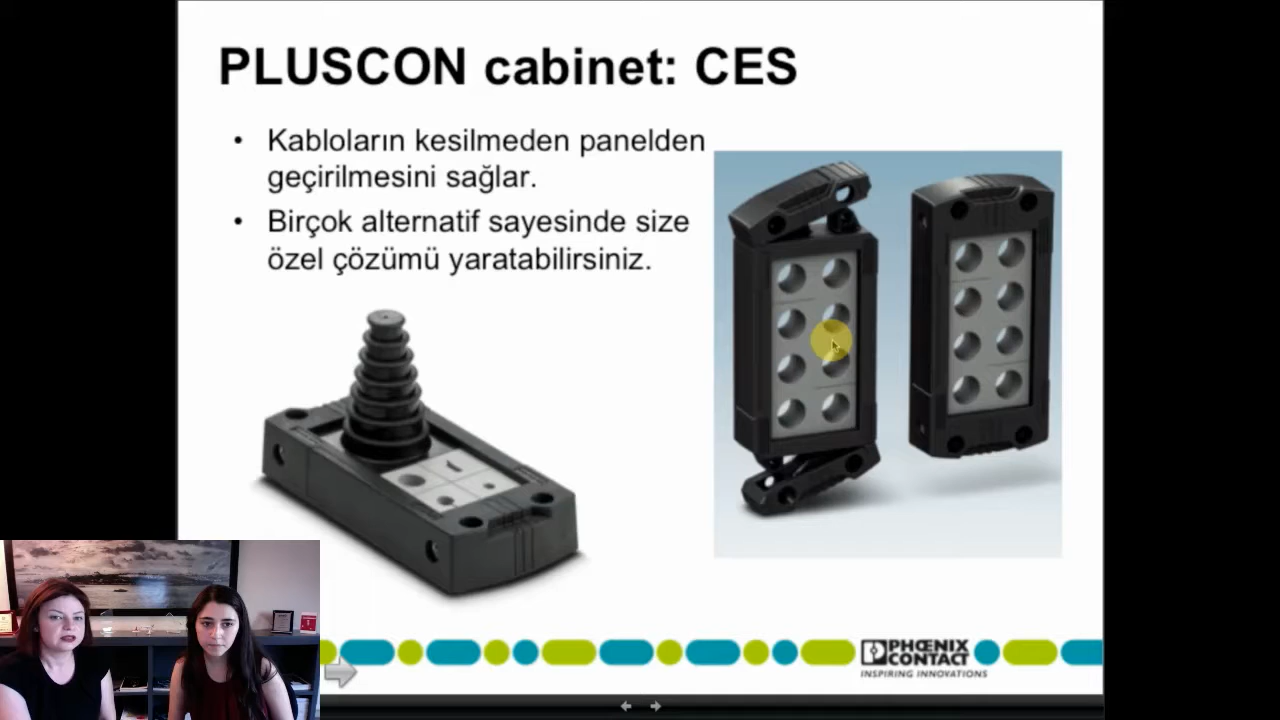 PLUSCON cabinet: CES
• Kabloların kesilmeden panelden
geçirilmesini sağlar.
• Birçok alternatif sayesinde size
özel çözümü yaratabilirsiniz.
PHŒNIX
CONTACT
INSPIRING INNOVATIONS